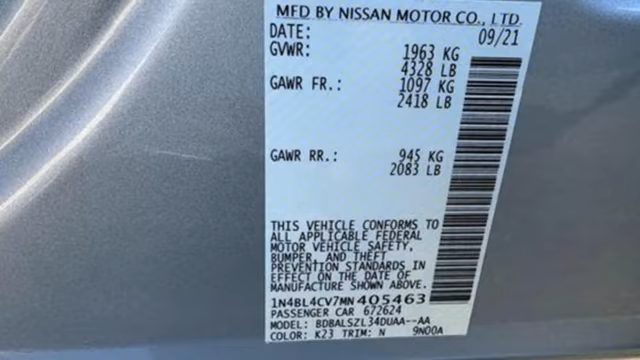 MFD BY NISSAN MOTOR CO., LTD.
DATE: 09/21
GVWR: 1963 KG
4328 LB
GAWR FR.: 1097 KG
2418 LB
GAWR RR.: 945 KG
2083 LB
THIS VEHICLE CONFORMS TO
ALL APPLICABLE FEDERAL
MOTOR VEHICLE SAFETY,
BUMPER, AND THEFT
PREVENTION STANDARDS IN
EFFECT ON THE DATE OF
MANUFACTURE SHOWN ABOVE.
1N4BL4CV7MN405463
PASSENGER CAR 672624
MODEL: BDBALSZL34DUAA--AA
COLOR: K23 TRIM: N 9N00A